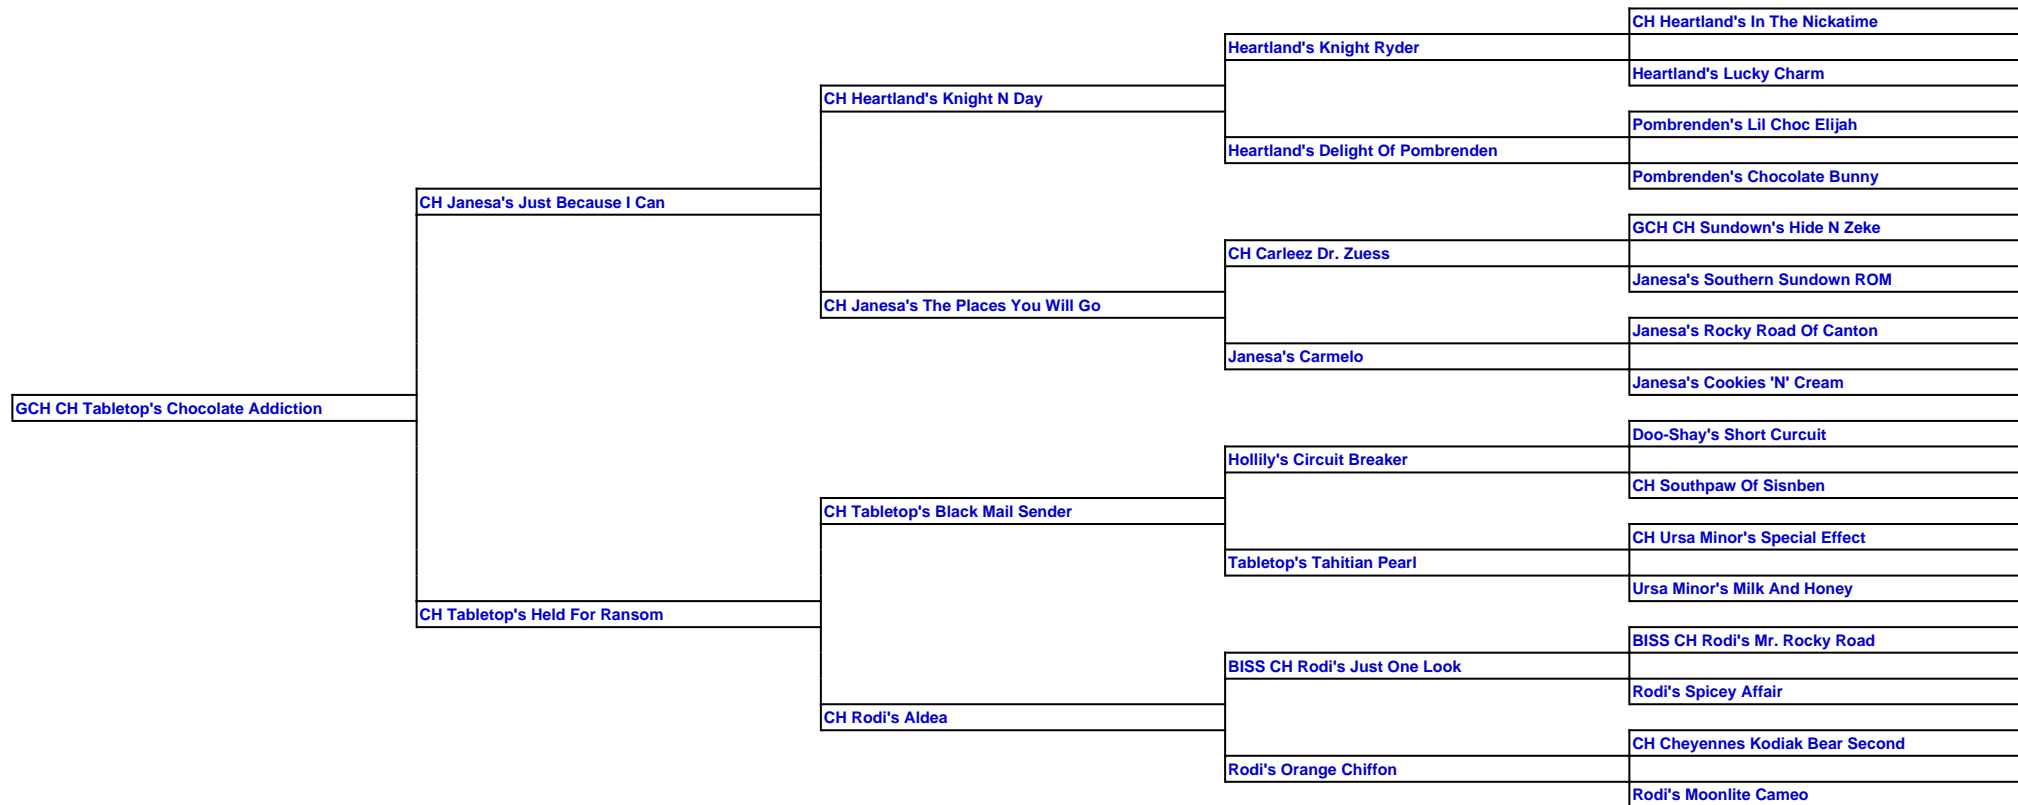 CH Heartland's In The Nickatime
Heartland's Knight Ryder
Heartland's Lucky Charm
CH Heartland's Knight N Day
Pombrenden's Lil Choc Elijah
Heartland's Delight Of Pombrenden
Pombrenden's Chocolate Bunny
CH Janesa's Just Because I Can
GCH CH Sundown's Hide N Zeke
CH Carleez Dr. Zuess
Janesa's Southern Sundown ROM
CH Janesa's The Places You Will Go
Janesa's Rocky Road Of Canton
Janesa's Carmelo
Janesa's Cookies 'N' Cream
GCH CH Tabletop's Chocolate Addiction
Doo-Shay's Short Curcuit
Hollily's Circuit Breaker
CH Southpaw Of Sisnben
CH Tabletop's Black Mail Sender
CH Ursa Minor's Special Effect
Tabletop's Tahitian Pearl
Ursa Minor's Milk And Honey
CH Tabletop's Held For Ransom
BISS CH Rodi's Mr. Rocky Road
BISS CH Rodi's Just One Look
Rodi's Spicey Affair
CH Rodi's Aldea
CH Cheyennes Kodiak Bear Second
Rodi's Orange Chiffon
Rodi's Moonlite Cameo